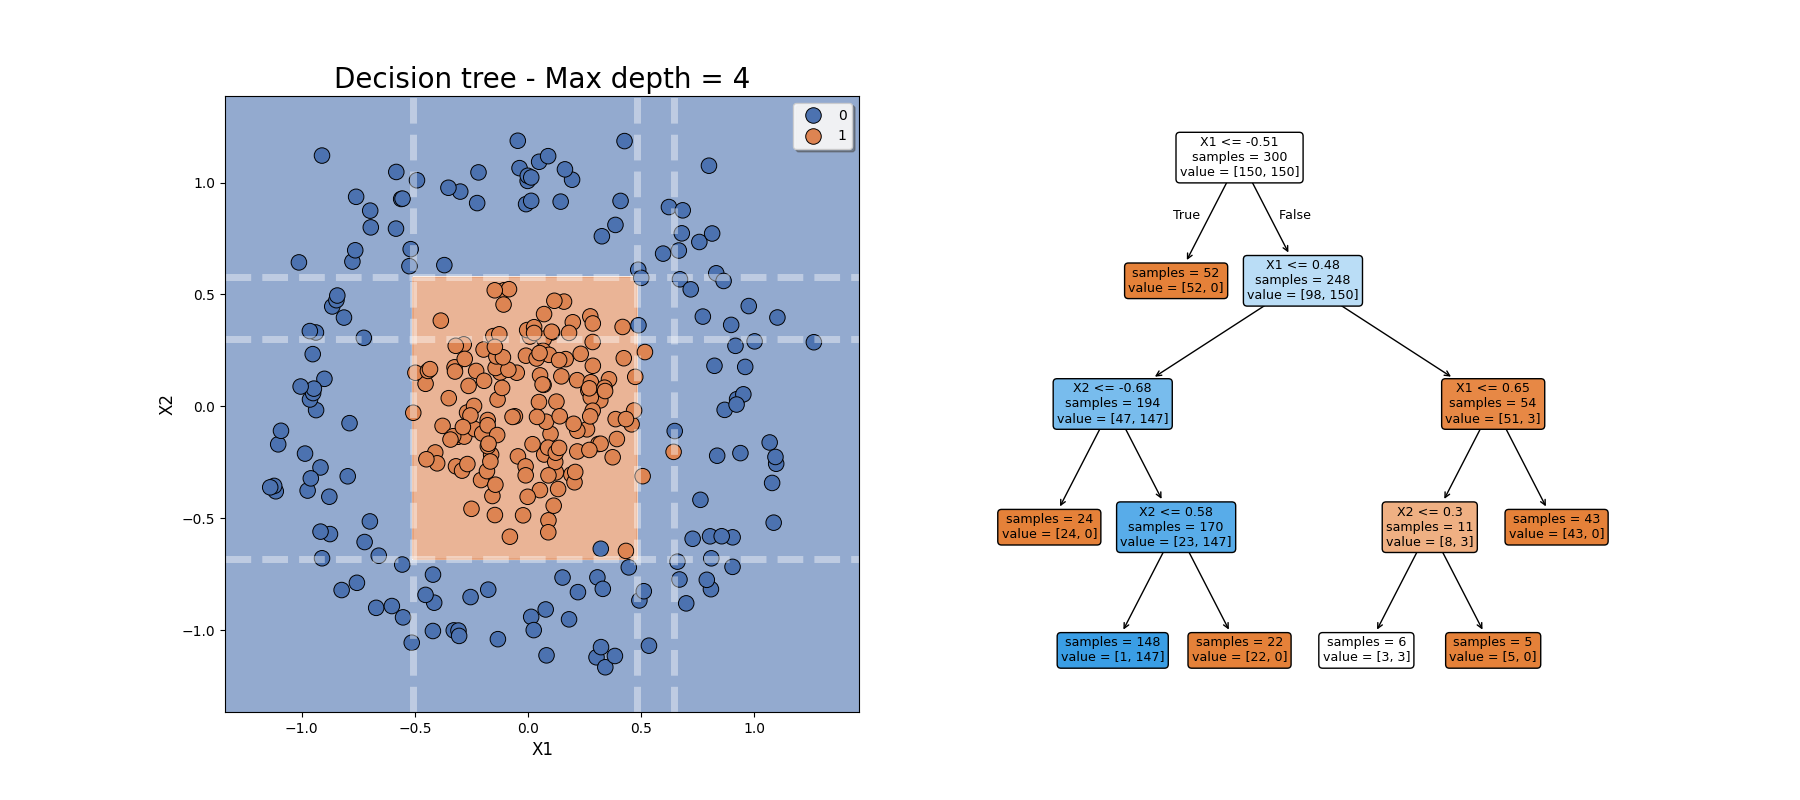 Decision tree - Max depth = 4
0
1
1.0
0.5
0.0
−0.5
−1.0
X2
−1.0
−0.5
0.0
0.5
1.0
X1
X1 <= -0.51
samples = 300
value = [150, 150]
True
False
samples = 52
value = [52, 0]
X1 <= 0.48
samples = 248
value = [98, 150]
X2 <= -0.68
samples = 194
value = [47, 147]
X1 <= 0.65
samples = 54
value = [51, 3]
samples = 24
value = [24, 0]
X2 <= 0.58
samples = 170
value = [23, 147]
X2 <= 0.3
samples = 11
value = [8, 3]
samples = 43
value = [43, 0]
samples = 148
value = [1, 147]
samples = 22
value = [22, 0]
samples = 6
value = [3, 3]
samples = 5
value = [5, 0]